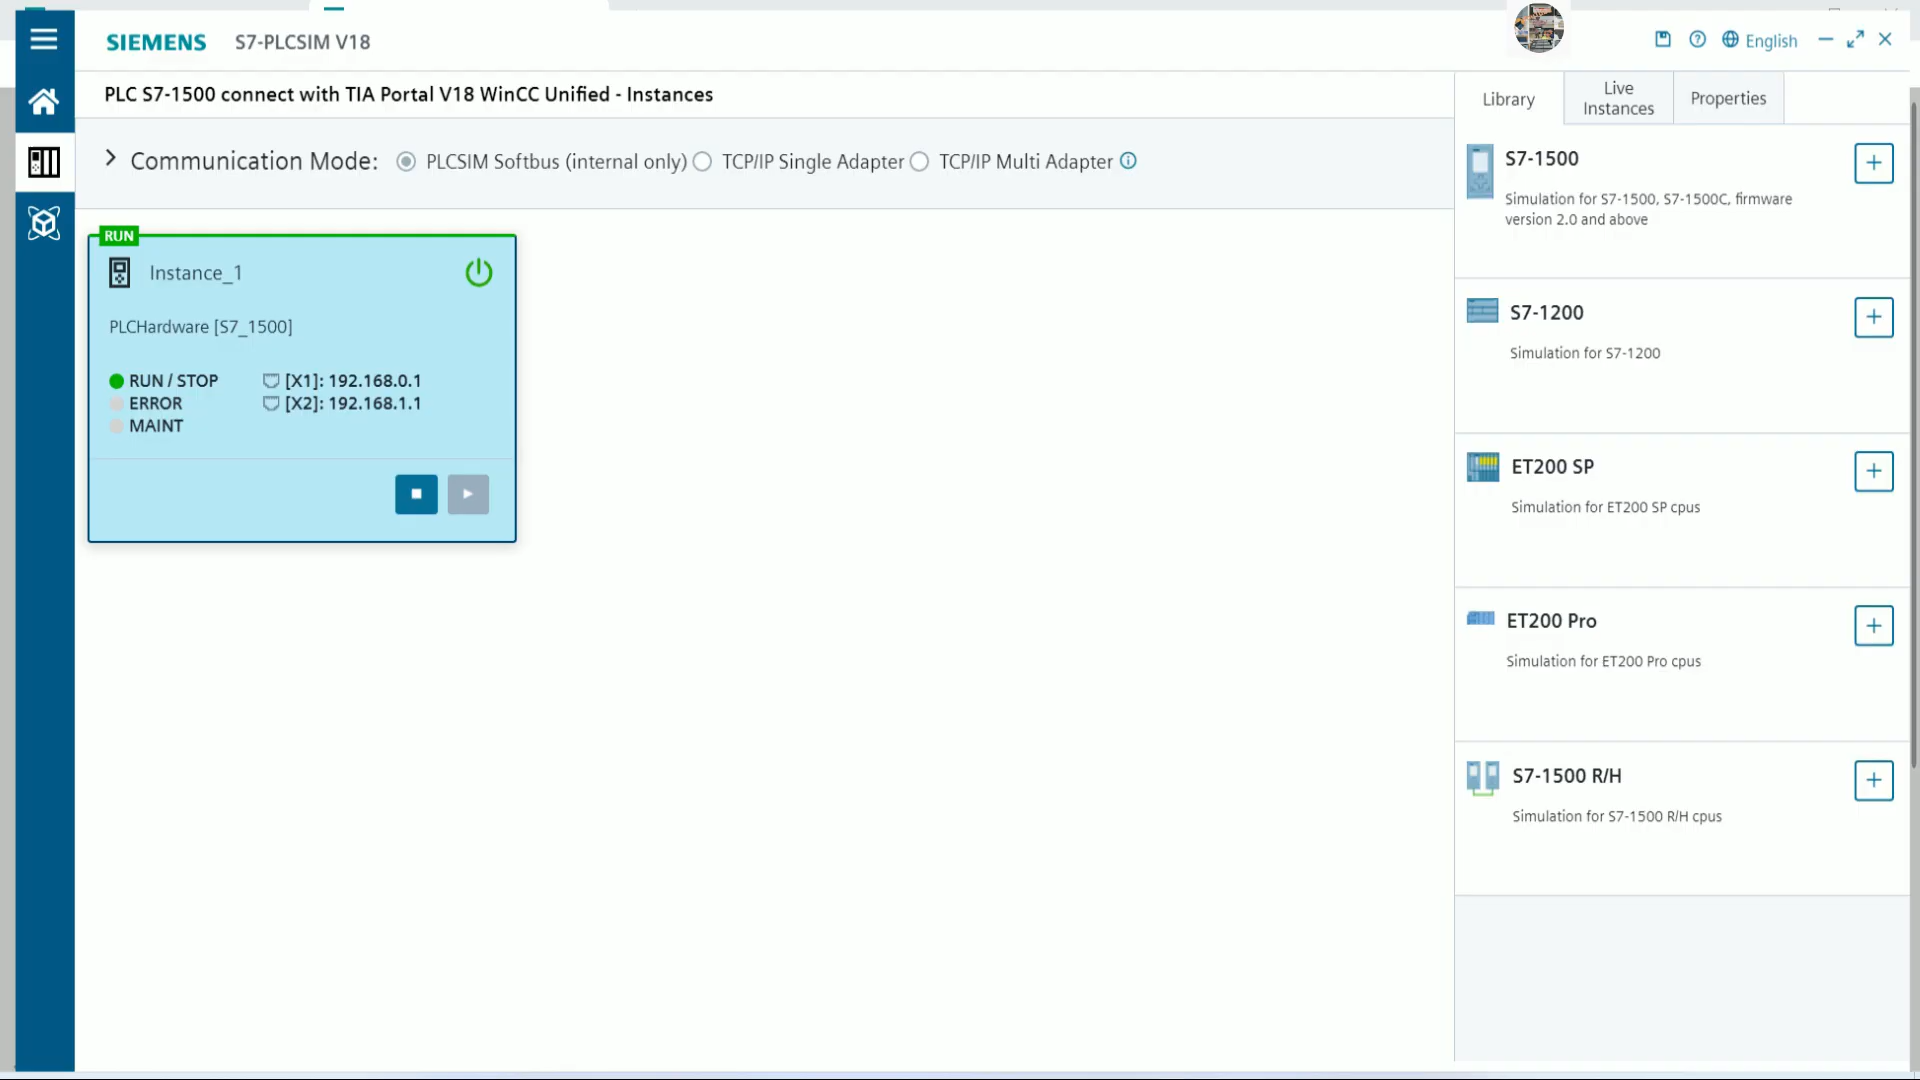 SIEMENS S7-PLCSIM V18
English
PLC S7-1500 connect with TIA Portal V18 WinCC Unified - Instances
Communication Mode: PLCSIM Softbus (internal only) TCP/IP Single Adapter TCP/IP Multi Adapter
RUN
Instance_1
PLCHardware [S7_1500]
RUN / STOP [X1]: 192.168.0.1
ERROR [X2]: 192.168.1.1
MAINT
Library
Live
Instances
Properties
S7-1500
Simulation for S7-1500, S7-1500C, firmware
version 2.0 and above
S7-1200
Simulation for S7-1200
ET200 SP
Simulation for ET200 SP cpus
ET200 Pro
Simulation for ET200 Pro cpus
S7-1500 R/H
Simulation for S7-1500 R/H cpus